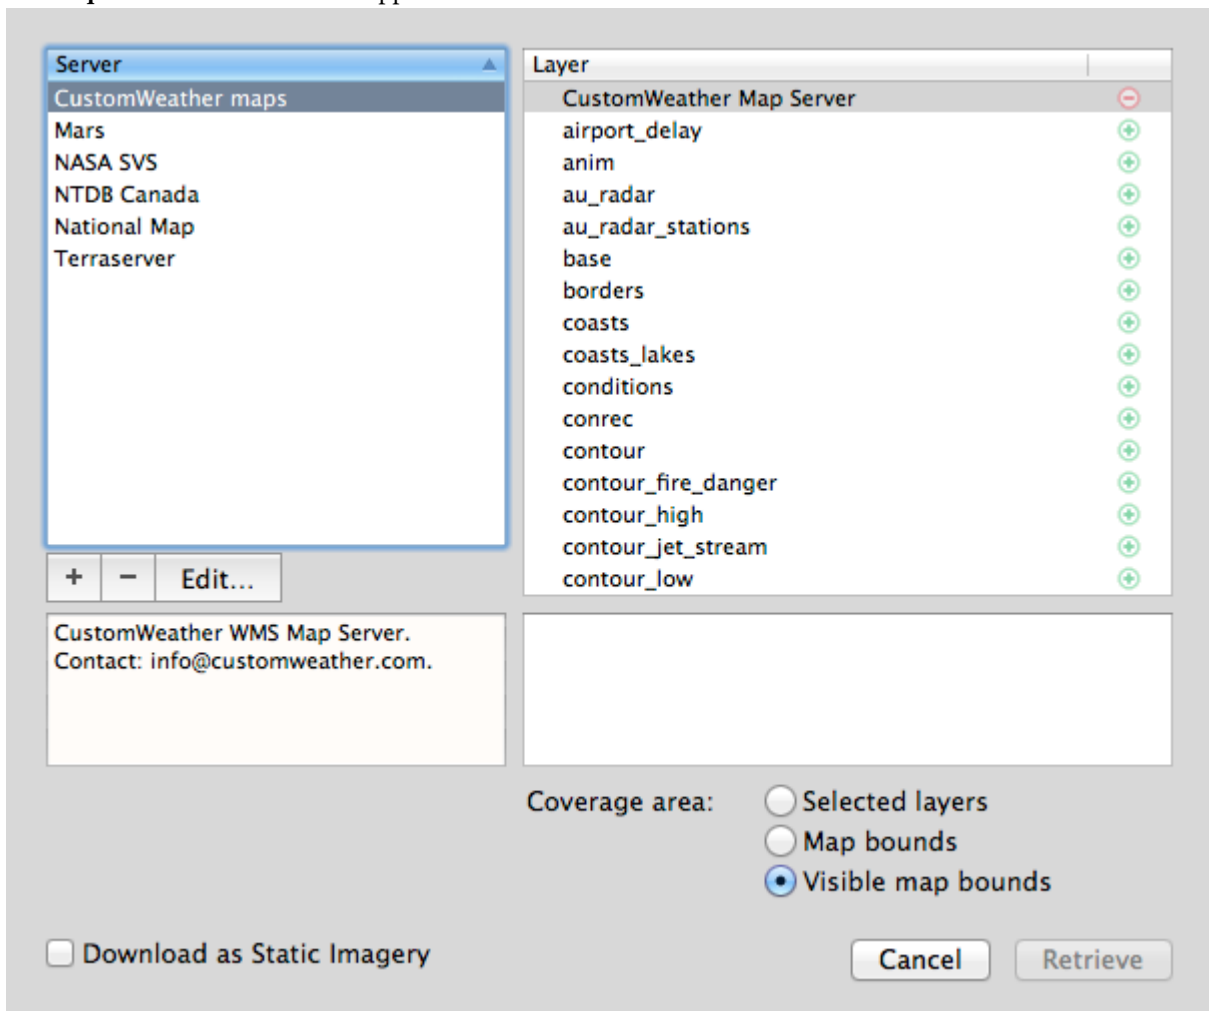 Server
CustomWeather maps
Mars
NASA SVS
NTDB Canada
National Map
Terraserver
+ − Edit...
CustomWeather WMS Map Server.
Contact: info@customweather.com.
Layer
CustomWeather Map Server
airport_delay
anim
au_radar
au_radar_stations
base
borders
coasts
coasts_lakes
conditions
conrec
contour
contour_fire_danger
contour_high
contour_jet_stream
contour_low
Coverage area:
Selected layers
Map bounds
Visible map bounds
Download as Static Imagery
Cancel
Retrieve